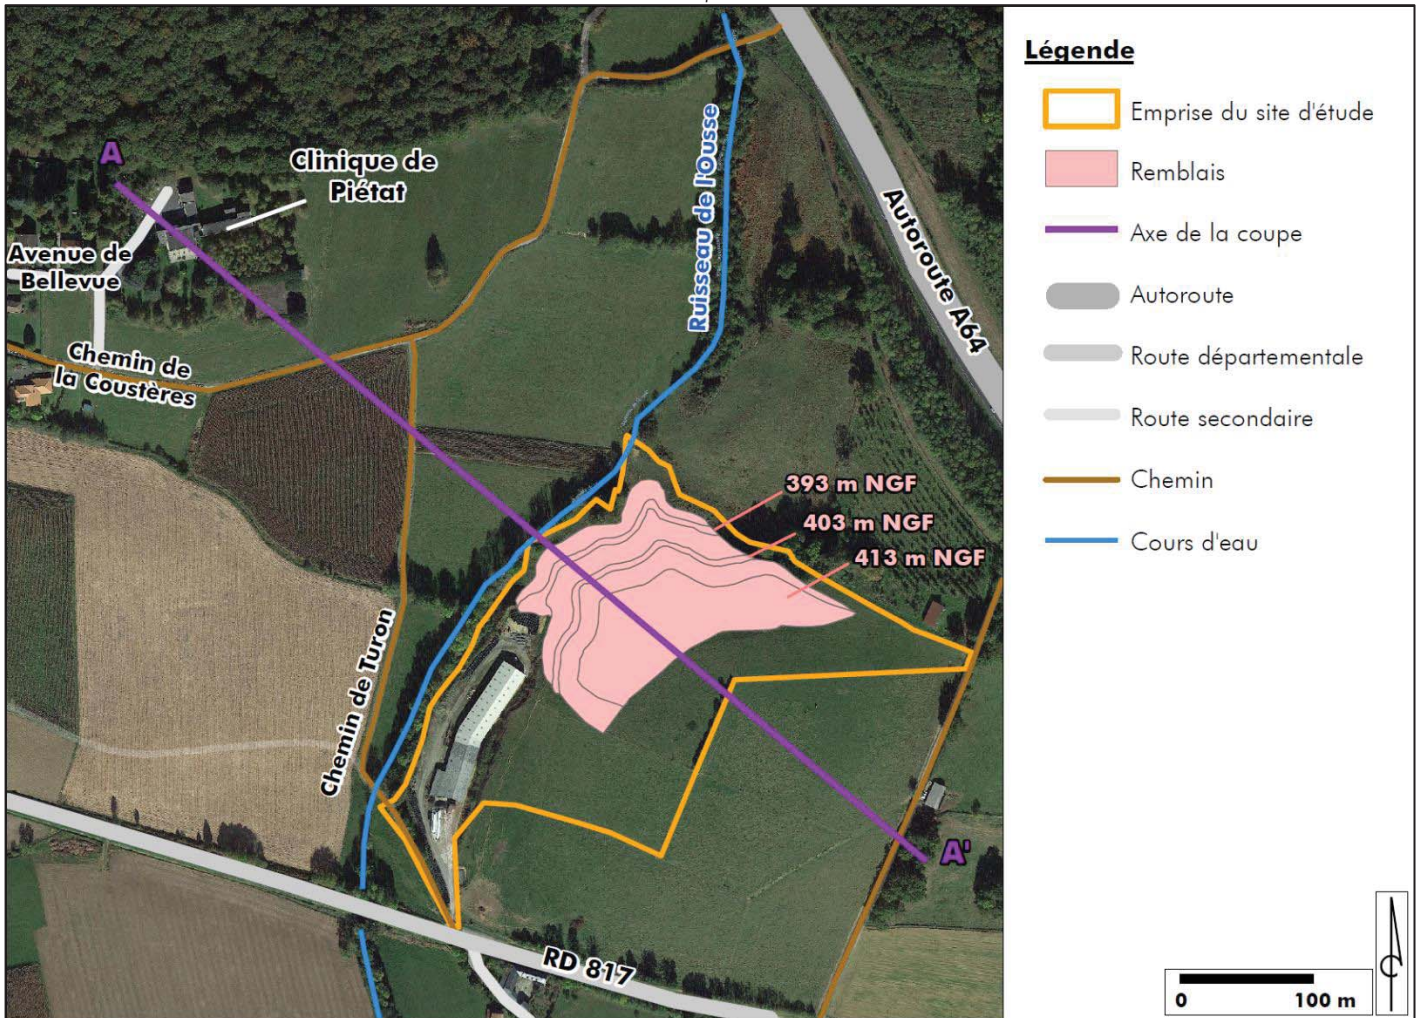 A
Clinique de
Piétat
Avenue de
Bellevue
Chemin de
la Coustères
Ruisseau de l'Ousse
Autoroute A64
393 m NGF
403 m NGF
413 m NGF
Chemin de Turon
A'
RD 817
Légende
Emprise du site d'étude
Remblais
Axe de la coupe
Autoroute
Route départementale
Route secondaire
Chemin
Cours d'eau
0 100 m